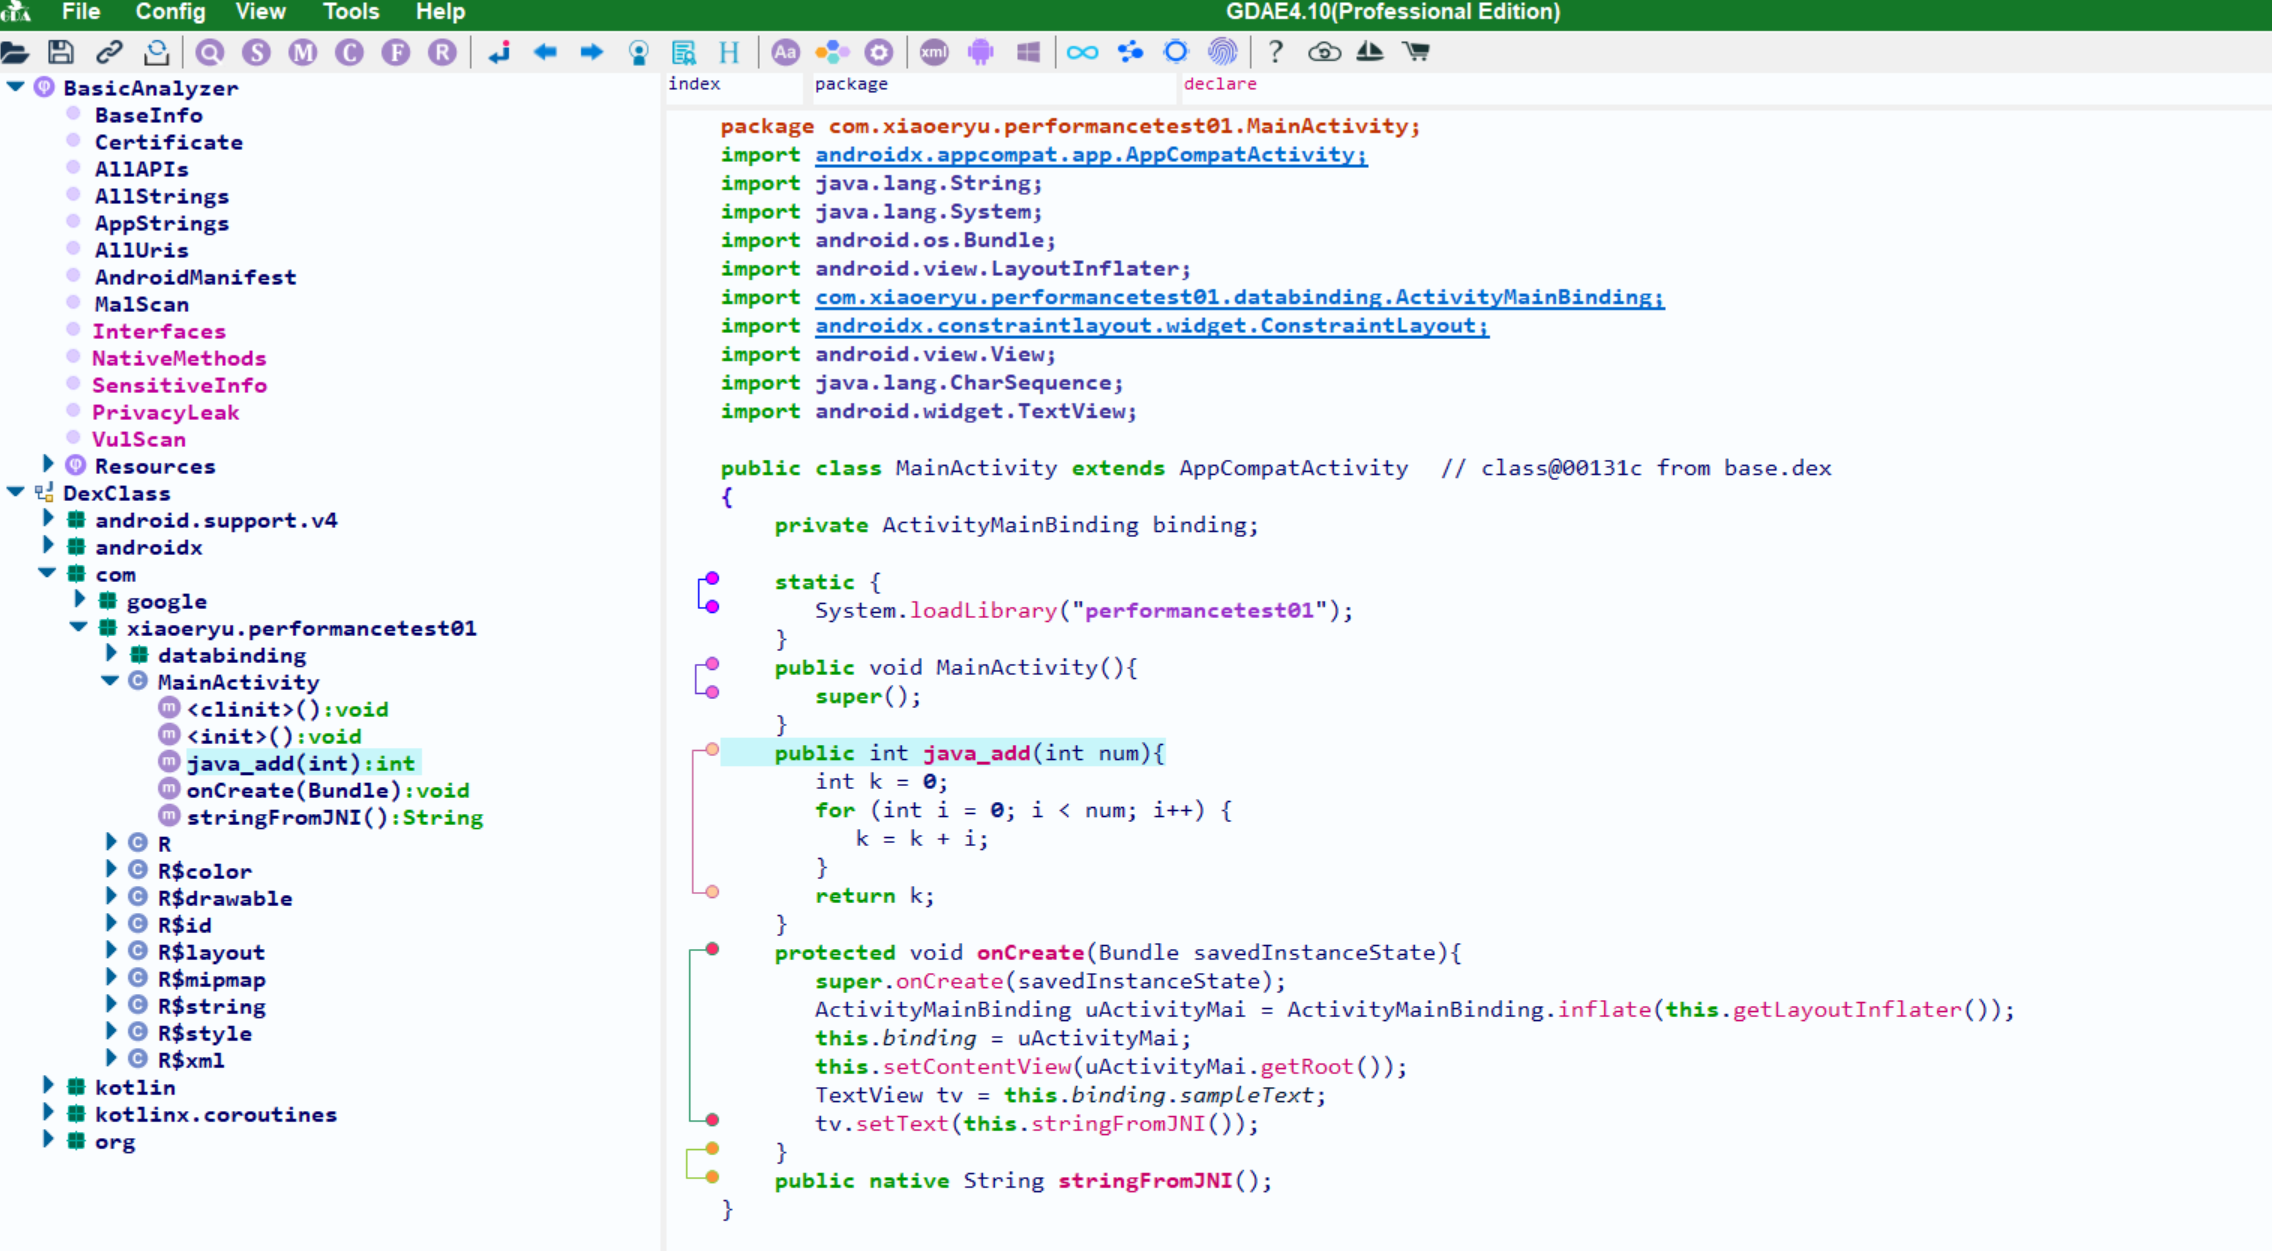 GDA File Config View Tools Help GDAE4.10(Professional Edition)
Q S M C F R H Aa xml ?
BasicAnalyzer
BaseInfo
Certificate
AllAPIs
AllStrings
AppStrings
AllUris
AndroidManifest
MalScan
Interfaces
NativeMethods
SensitiveInfo
PrivacyLeak
VulScan
Resources
DexClass
android.support.v4
androidx
com
google
xiaoeryu.performancetest01
databinding
C MainActivity
m <clinit>():void
m <init>():void
m java_add(int):int
m onCreate(Bundle):void
m stringFromJNI():String
C R
C R$color
C R$drawable
C R$id
C R$layout
C R$mipmap
C R$string
C R$style
C R$xml
kotlin
kotlinx.coroutines
org
index package declare
package com.xiaoeryu.performancetest01.MainActivity;
import androidx.appcompat.app.AppCompatActivity;
import java.lang.String;
import java.lang.System;
import android.os.Bundle;
import android.view.LayoutInflater;
import com.xiaoeryu.performancetest01.databinding.ActivityMainBinding;
import androidx.constraintlayout.widget.ConstraintLayout;
import android.view.View;
import java.lang.CharSequence;
import android.widget.TextView;
public class MainActivity extends AppCompatActivity // class@00131c from base.dex
{
private ActivityMainBinding binding;
static {
System.loadLibrary("performancetest01");
}
public void MainActivity(){
super();
}
public int java_add(int num){
int k = 0;
for (int i = 0; i < num; i++) {
k = k + i;
}
return k;
}
protected void onCreate(Bundle savedInstanceState){
super.onCreate(savedInstanceState);
ActivityMainBinding uActivityMai = ActivityMainBinding.inflate(this.getLayoutInflater());
this.binding = uActivityMai;
this.setContentView(uActivityMai.getRoot());
TextView tv = this.binding.sampleText;
tv.setText(this.stringFromJNI());
}
public native String stringFromJNI();
}